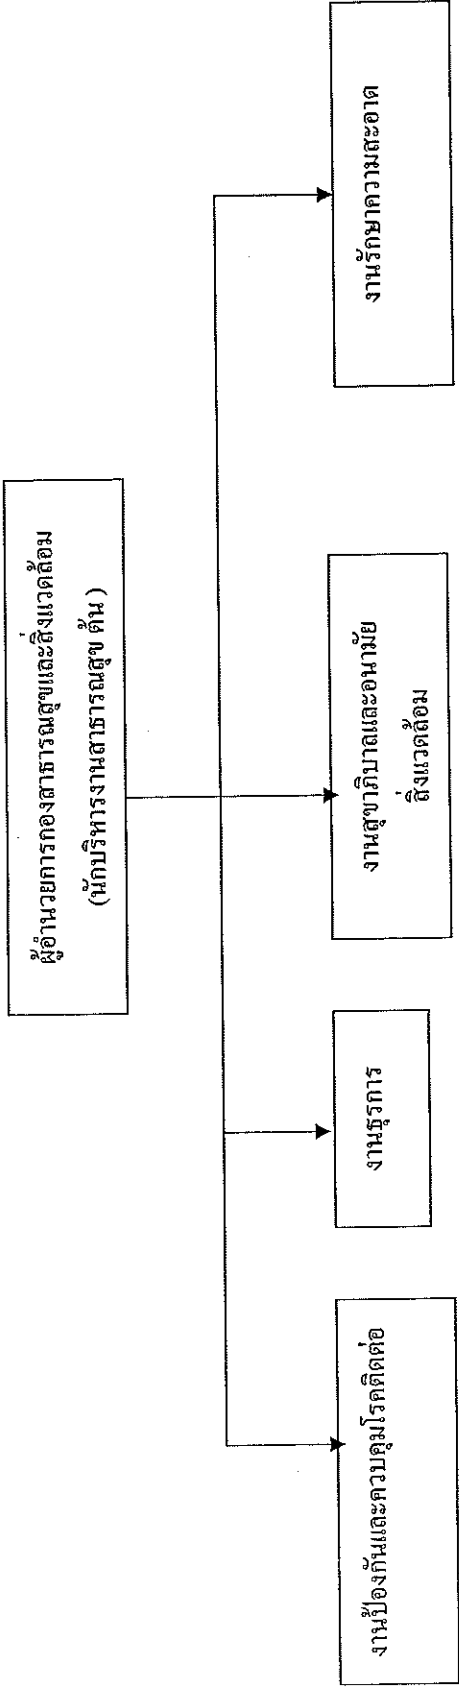 ผู้อำนวยการกองสาธารณสุขและสิ่งแวดล้อม
(นักบริหารงานสาธารณสุข ต้น )
งานป้องกันและควบคุมโรคติดต่อ
งานธุรการ
งานสุขาภิบาลและอนามัย
สิ่งแวดล้อม
งานรักษาความสะอาด